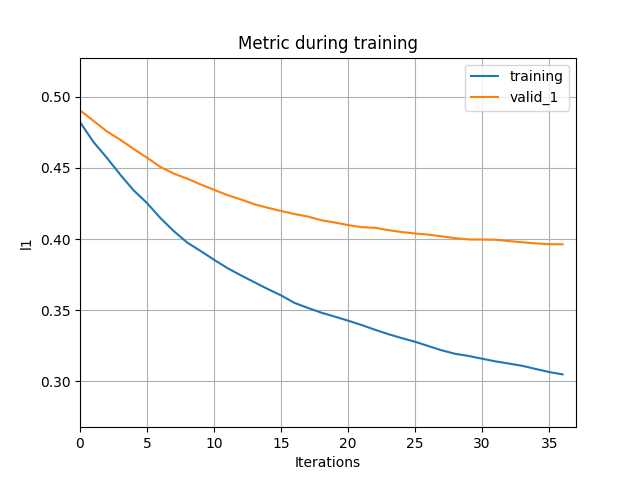 Metric during training
training
valid_1
0.50
0.45
0.40
0.35
0.30
l1
0 5 10 15 20 25 30 35
Iterations